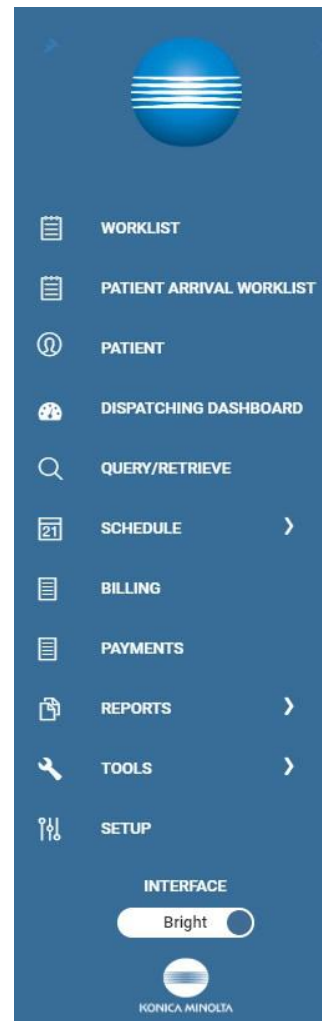 WORKLIST
PATIENT ARRIVAL WORKLIST
PATIENT
DISPATCHING DASHBOARD
QUERY/RETRIEVE
21 SCHEDULE
BILLING
PAYMENTS
REPORTS
TOOLS
SETUP
INTERFACE
Bright
KONICA MINOLTA